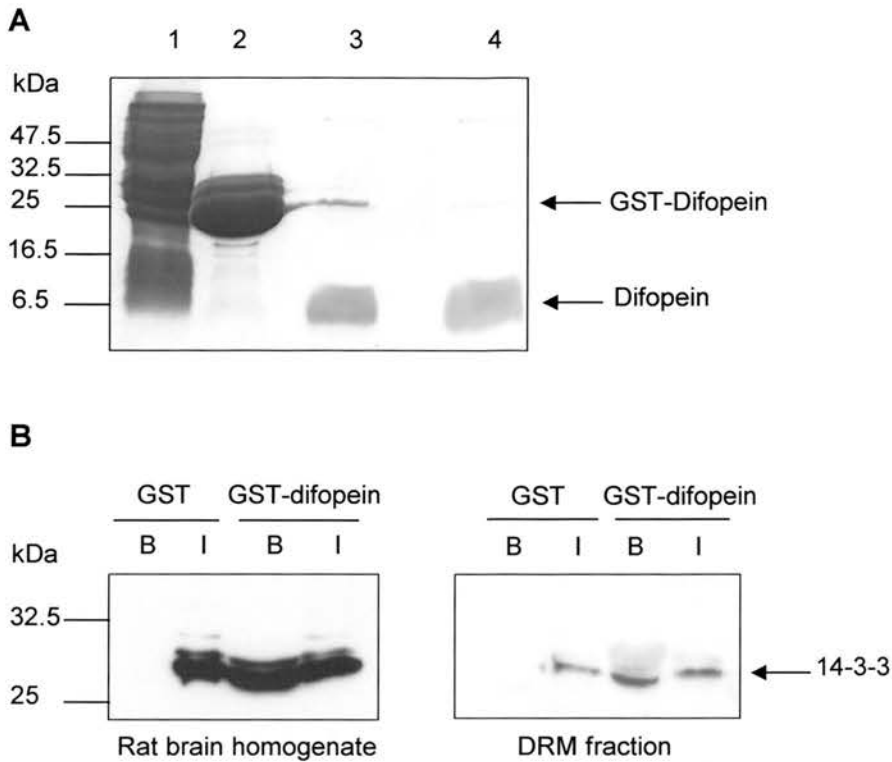 A
1 2 3 4
kDa
47.5
32.5
25
GST-Difopein
16.5
6.5
Difopein
B
GST GST-difopein
GST GST-difopein
kDa
B I B I
B I B I
32.5
14-3-3
25
Rat brain homogenate
DRM fraction